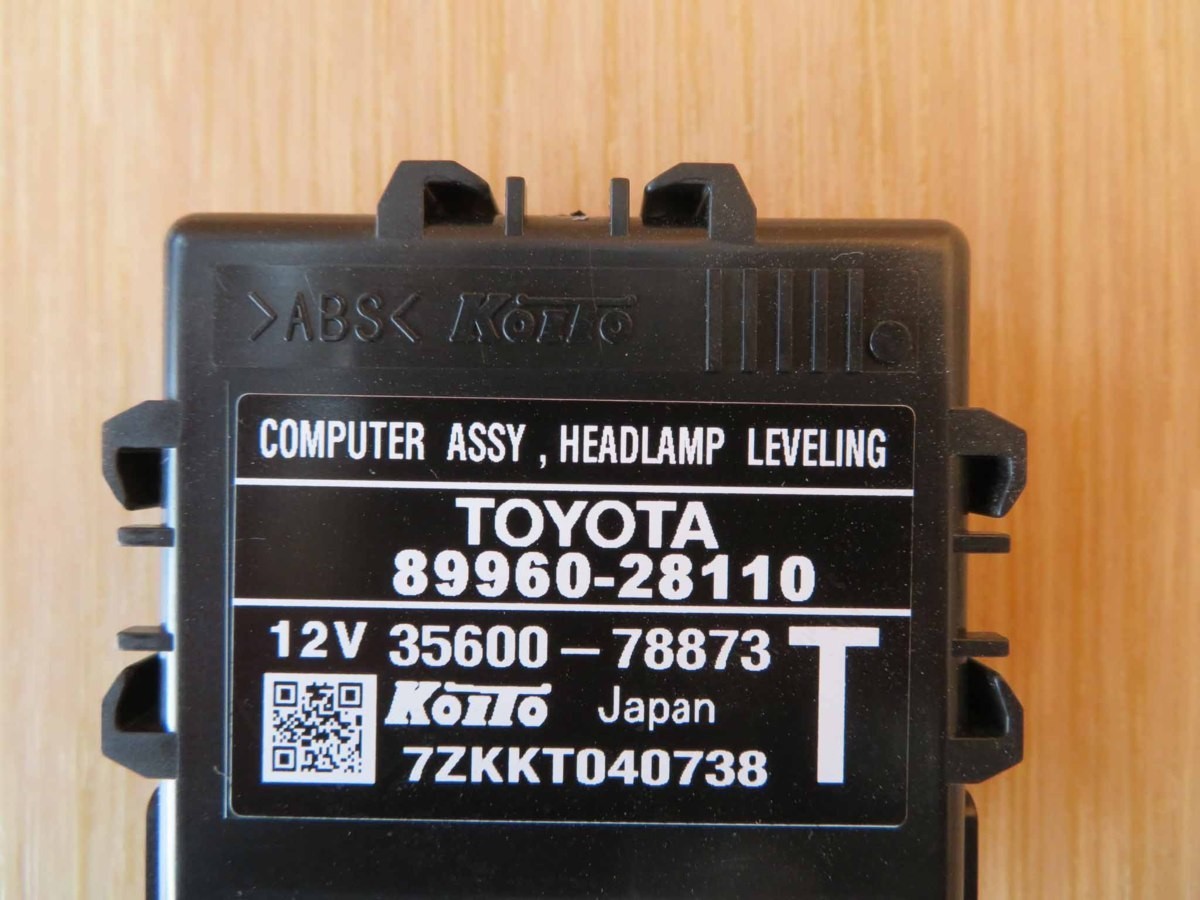 >ABS< KOITO
COMPUTER ASSY , HEADLAMP LEVELING
TOYOTA
89960-28110
12V 35600 – 78873 T
KOITO Japan
7ZKKT040738